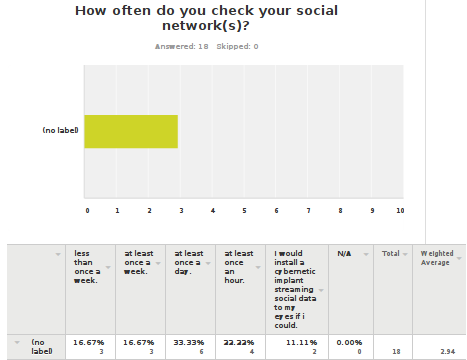 How often do you check your social
network(s)?
Answered: 18 Skipped: 0
(no label)
0 1 2 3 4 5 6 7 8 9 10
less
than
once a
week.
at least
once a
week.
at least
once a
day.
at least
once
an
hour.
I would
install a
cybernetic
implant
streaming
social data
to my
eyes if i
could.
N/A
Total
Weighted
Average
(no
label)
16.67%
3
16.67%
3
33.33%
6
22.22%
4
11.11%
2
0.00%
0
18
2.94